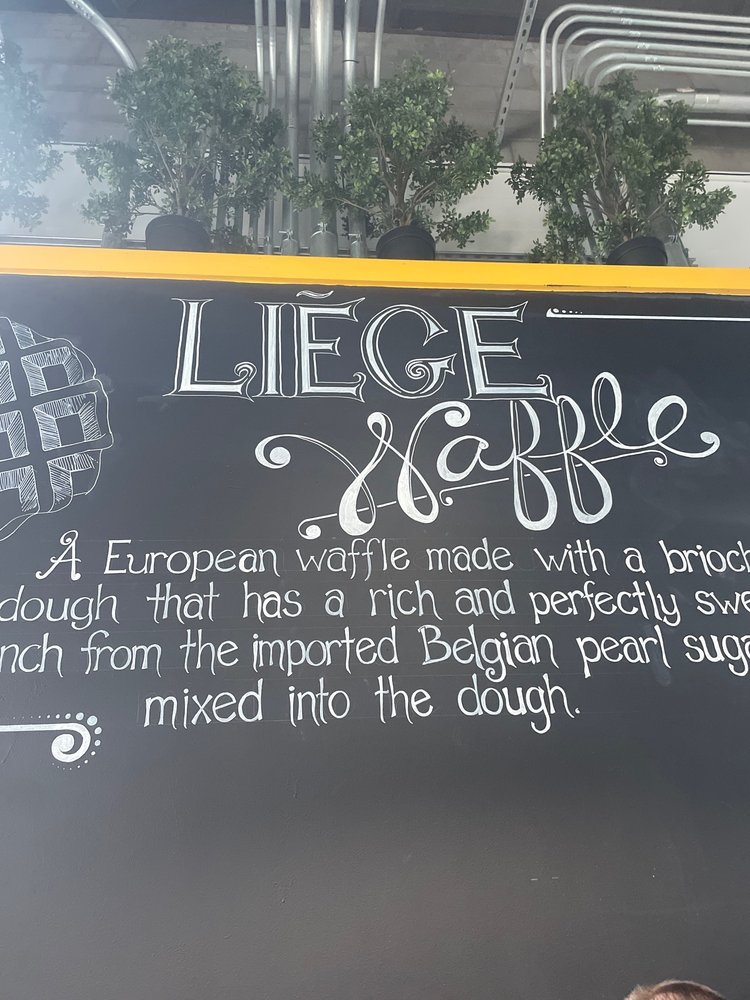 LIĒGE
Waffle
A European waffle made with a brioch
dough that has a rich and perfectly swe
nch from the imported Belgian pearl suga
mixed into the dough.